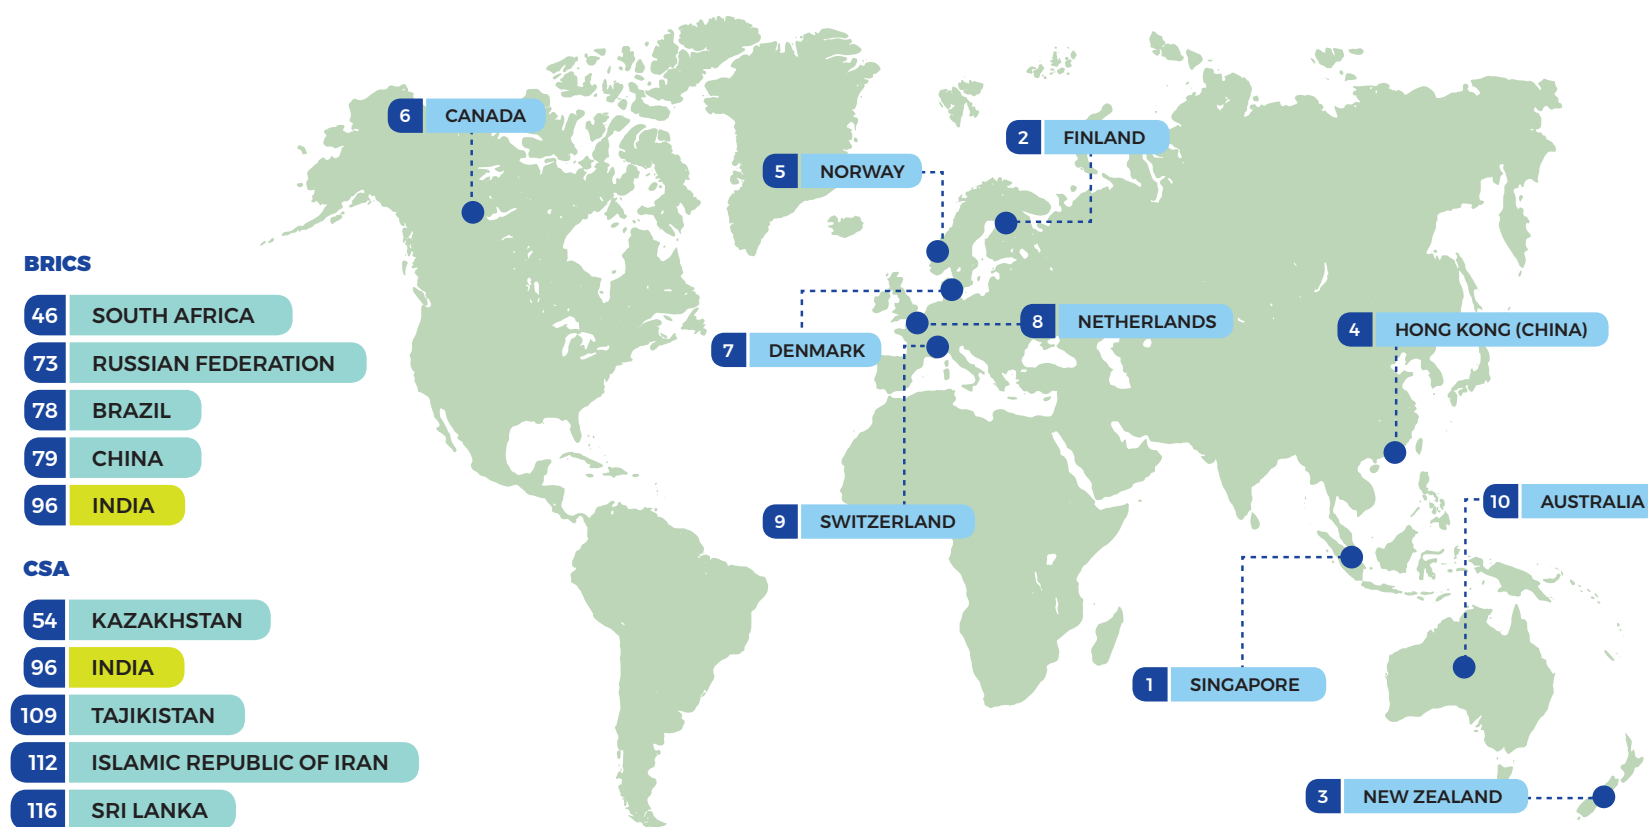 6 CANADA
2 FINLAND
5 NORWAY
BRICS
46 SOUTH AFRICA
73 RUSSIAN FEDERATION
78 BRAZIL
79 CHINA
96 INDIA
8 NETHERLANDS
4 HONG KONG (CHINA)
7 DENMARK
10 AUSTRALIA
9 SWITZERLAND
CSA
54 KAZAKHSTAN
96 INDIA
109 TAJIKISTAN
112 ISLAMIC REPUBLIC OF IRAN
116 SRI LANKA
1 SINGAPORE
3 NEW ZEALAND